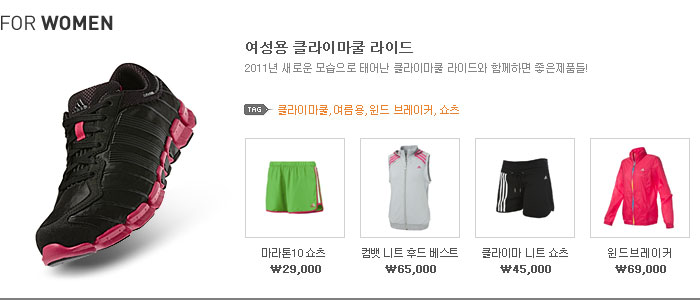 FOR WOMEN
여성용 클라이마쿨 라이드
2011년 새로운 모습으로 태어난 클라이마쿨 라이드와 함께하면 좋은제품들!
TAG 클라이마쿨, 여름용, 윈드 브레이커, 쇼츠
마라톤10 쇼츠
₩29,000
컴뱃 니트 후드 베스트
₩65,000
클라이마 니트 쇼츠
₩45,000
윈드브레이커
₩69,000